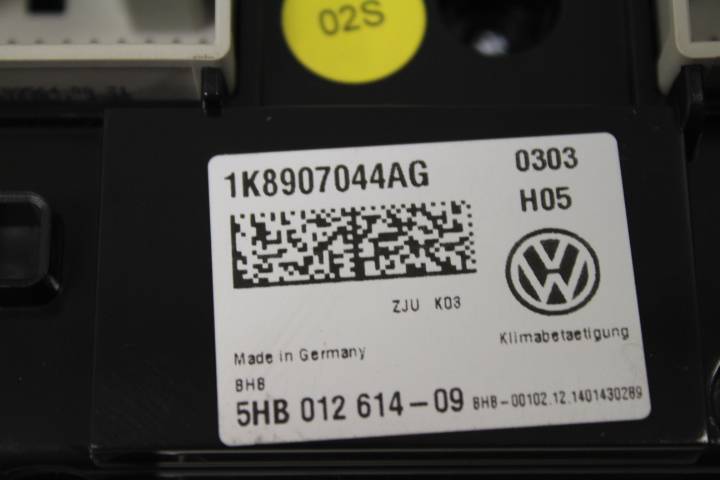 02S
1K8907044AG
0303
H05
ZJU K03
Klimabetaetigung
Made in Germany
BHB
5HB 012 614-09 BHB-00102.12.1401430289